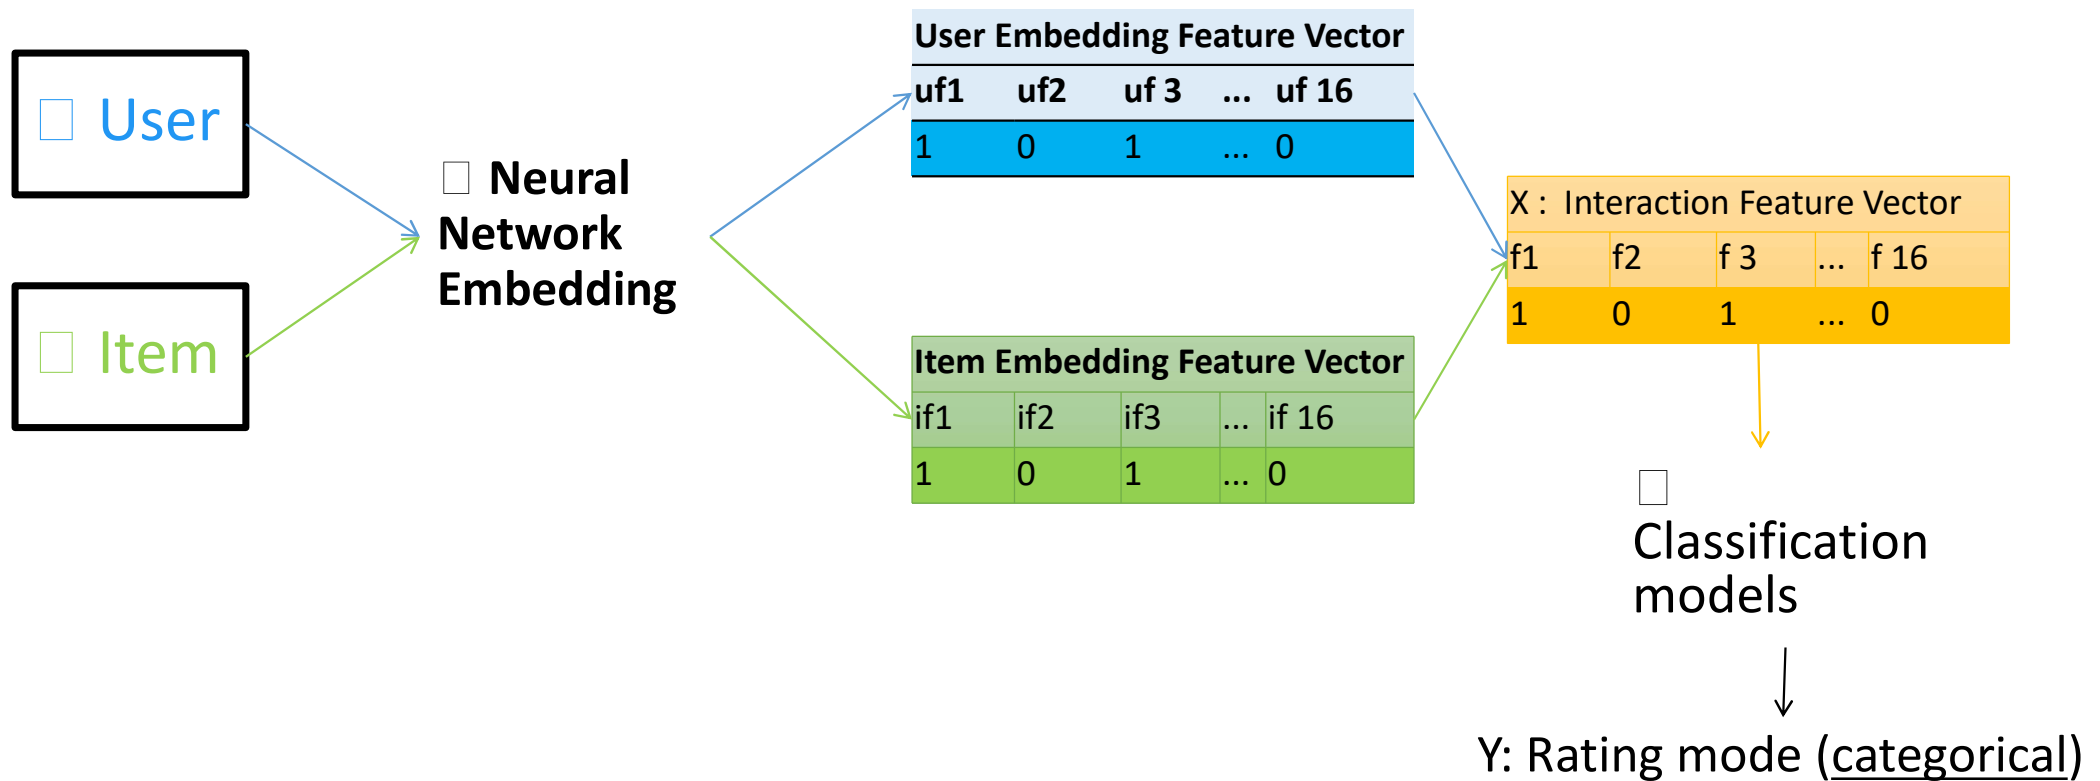 User
Item
Neural
Network
Embedding
User Embedding Feature Vector
uf1 uf2 uf 3 ... uf 16
1 0 1 ... 0
Item Embedding Feature Vector
if1 if2 if3 ... if 16
1 0 1 ... 0
X : Interaction Feature Vector
f1 f2 f 3 ... f 16
1 0 1 ... 0
Classification
models
Y: Rating mode (categorical)